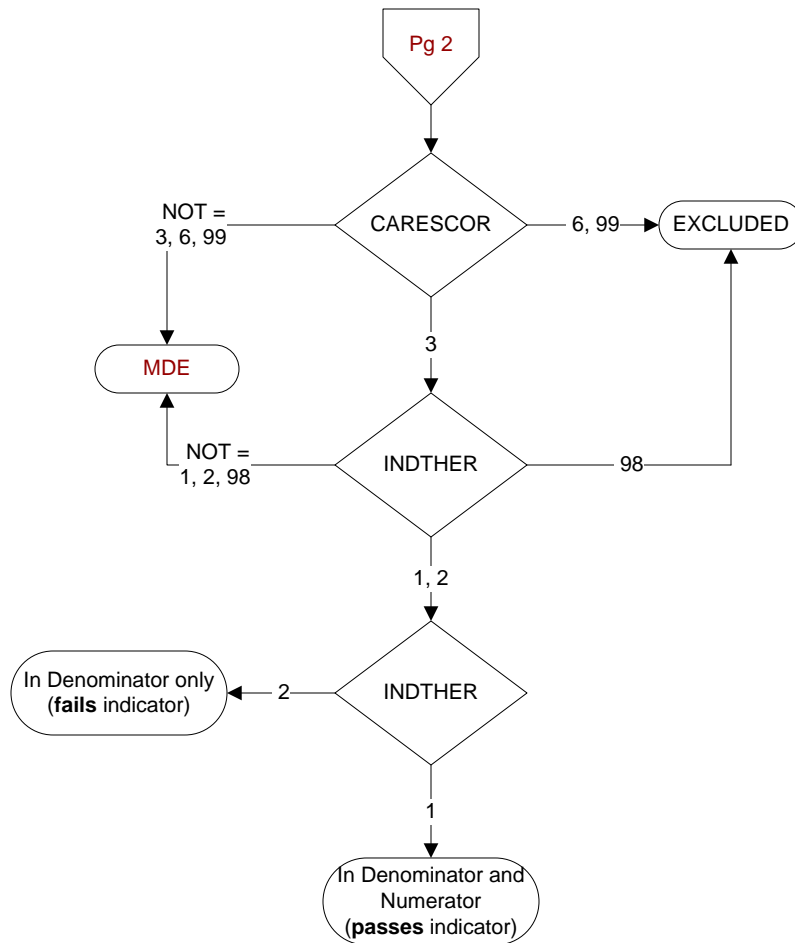 Pg 2
NOT =
3, 6, 99
CARESCOR
6, 99
EXCLUDED
3
MDE
NOT =
1, 2, 98
INDTHER
98
1, 2
In Denominator only
(fails indicator)
2
INDTHER
1
In Denominator and
Numerator
(passes indicator)